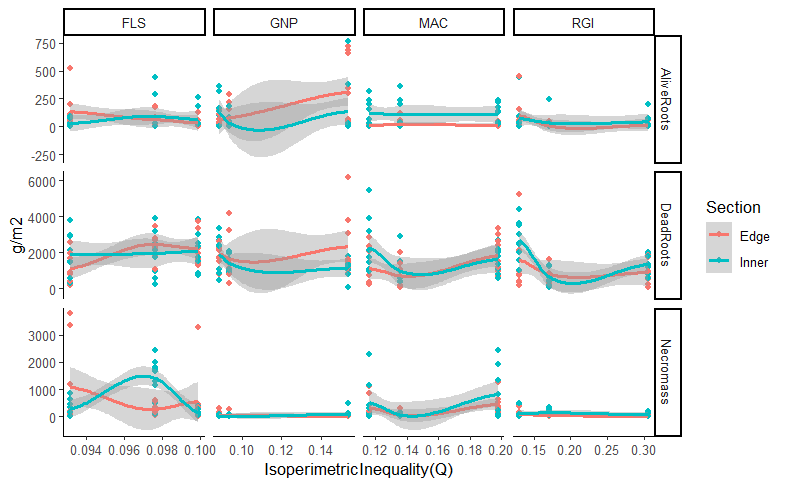 FLS GNP MAC RGI
750
500
250
0
-250
AliveRoots
6000
4000
2000
0
DeadRoots
3000
2000
1000
0
Necromass
g/m2
0.094 0.096 0.098 0.100 0.10 0.12 0.14 0.12 0.14 0.16 0.18 0.20 0.15 0.20 0.25 0.30
IsoperimetricInequality(Q)
Section
Edge
Inner